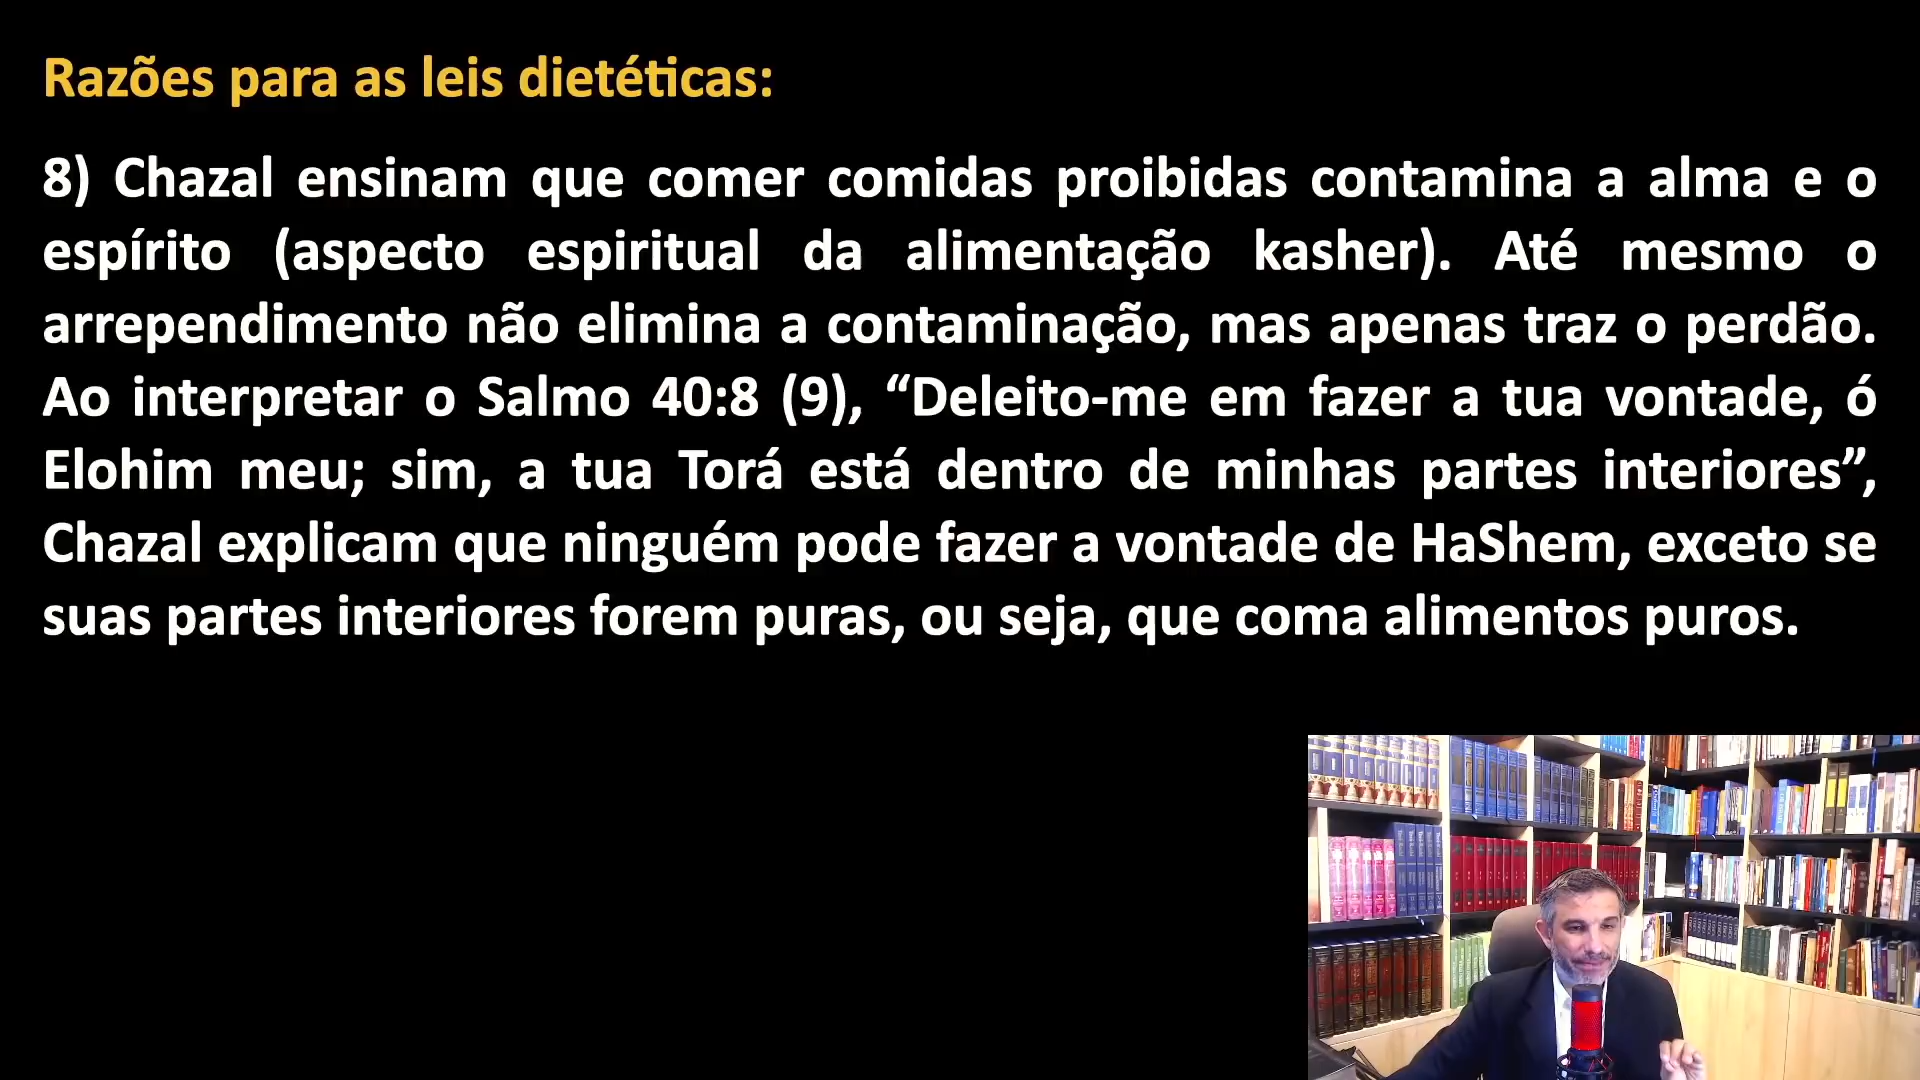 Razões para as leis dietéticas:
8) Chazal ensinam que comer comidas proibidas contamina a alma e o
espírito (aspecto espiritual da alimentação kasher). Até mesmo o
arrependimento não elimina a contaminação, mas apenas traz o perdão.
Ao interpretar o Salmo 40:8 (9), “Deleito-me em fazer a tua vontade, ó
Elohim meu; sim, a tua Torá está dentro de minhas partes interiores”,
Chazal explicam que ninguém pode fazer a vontade de HaShem, exceto se
suas partes interiores forem puras, ou seja, que coma alimentos puros.